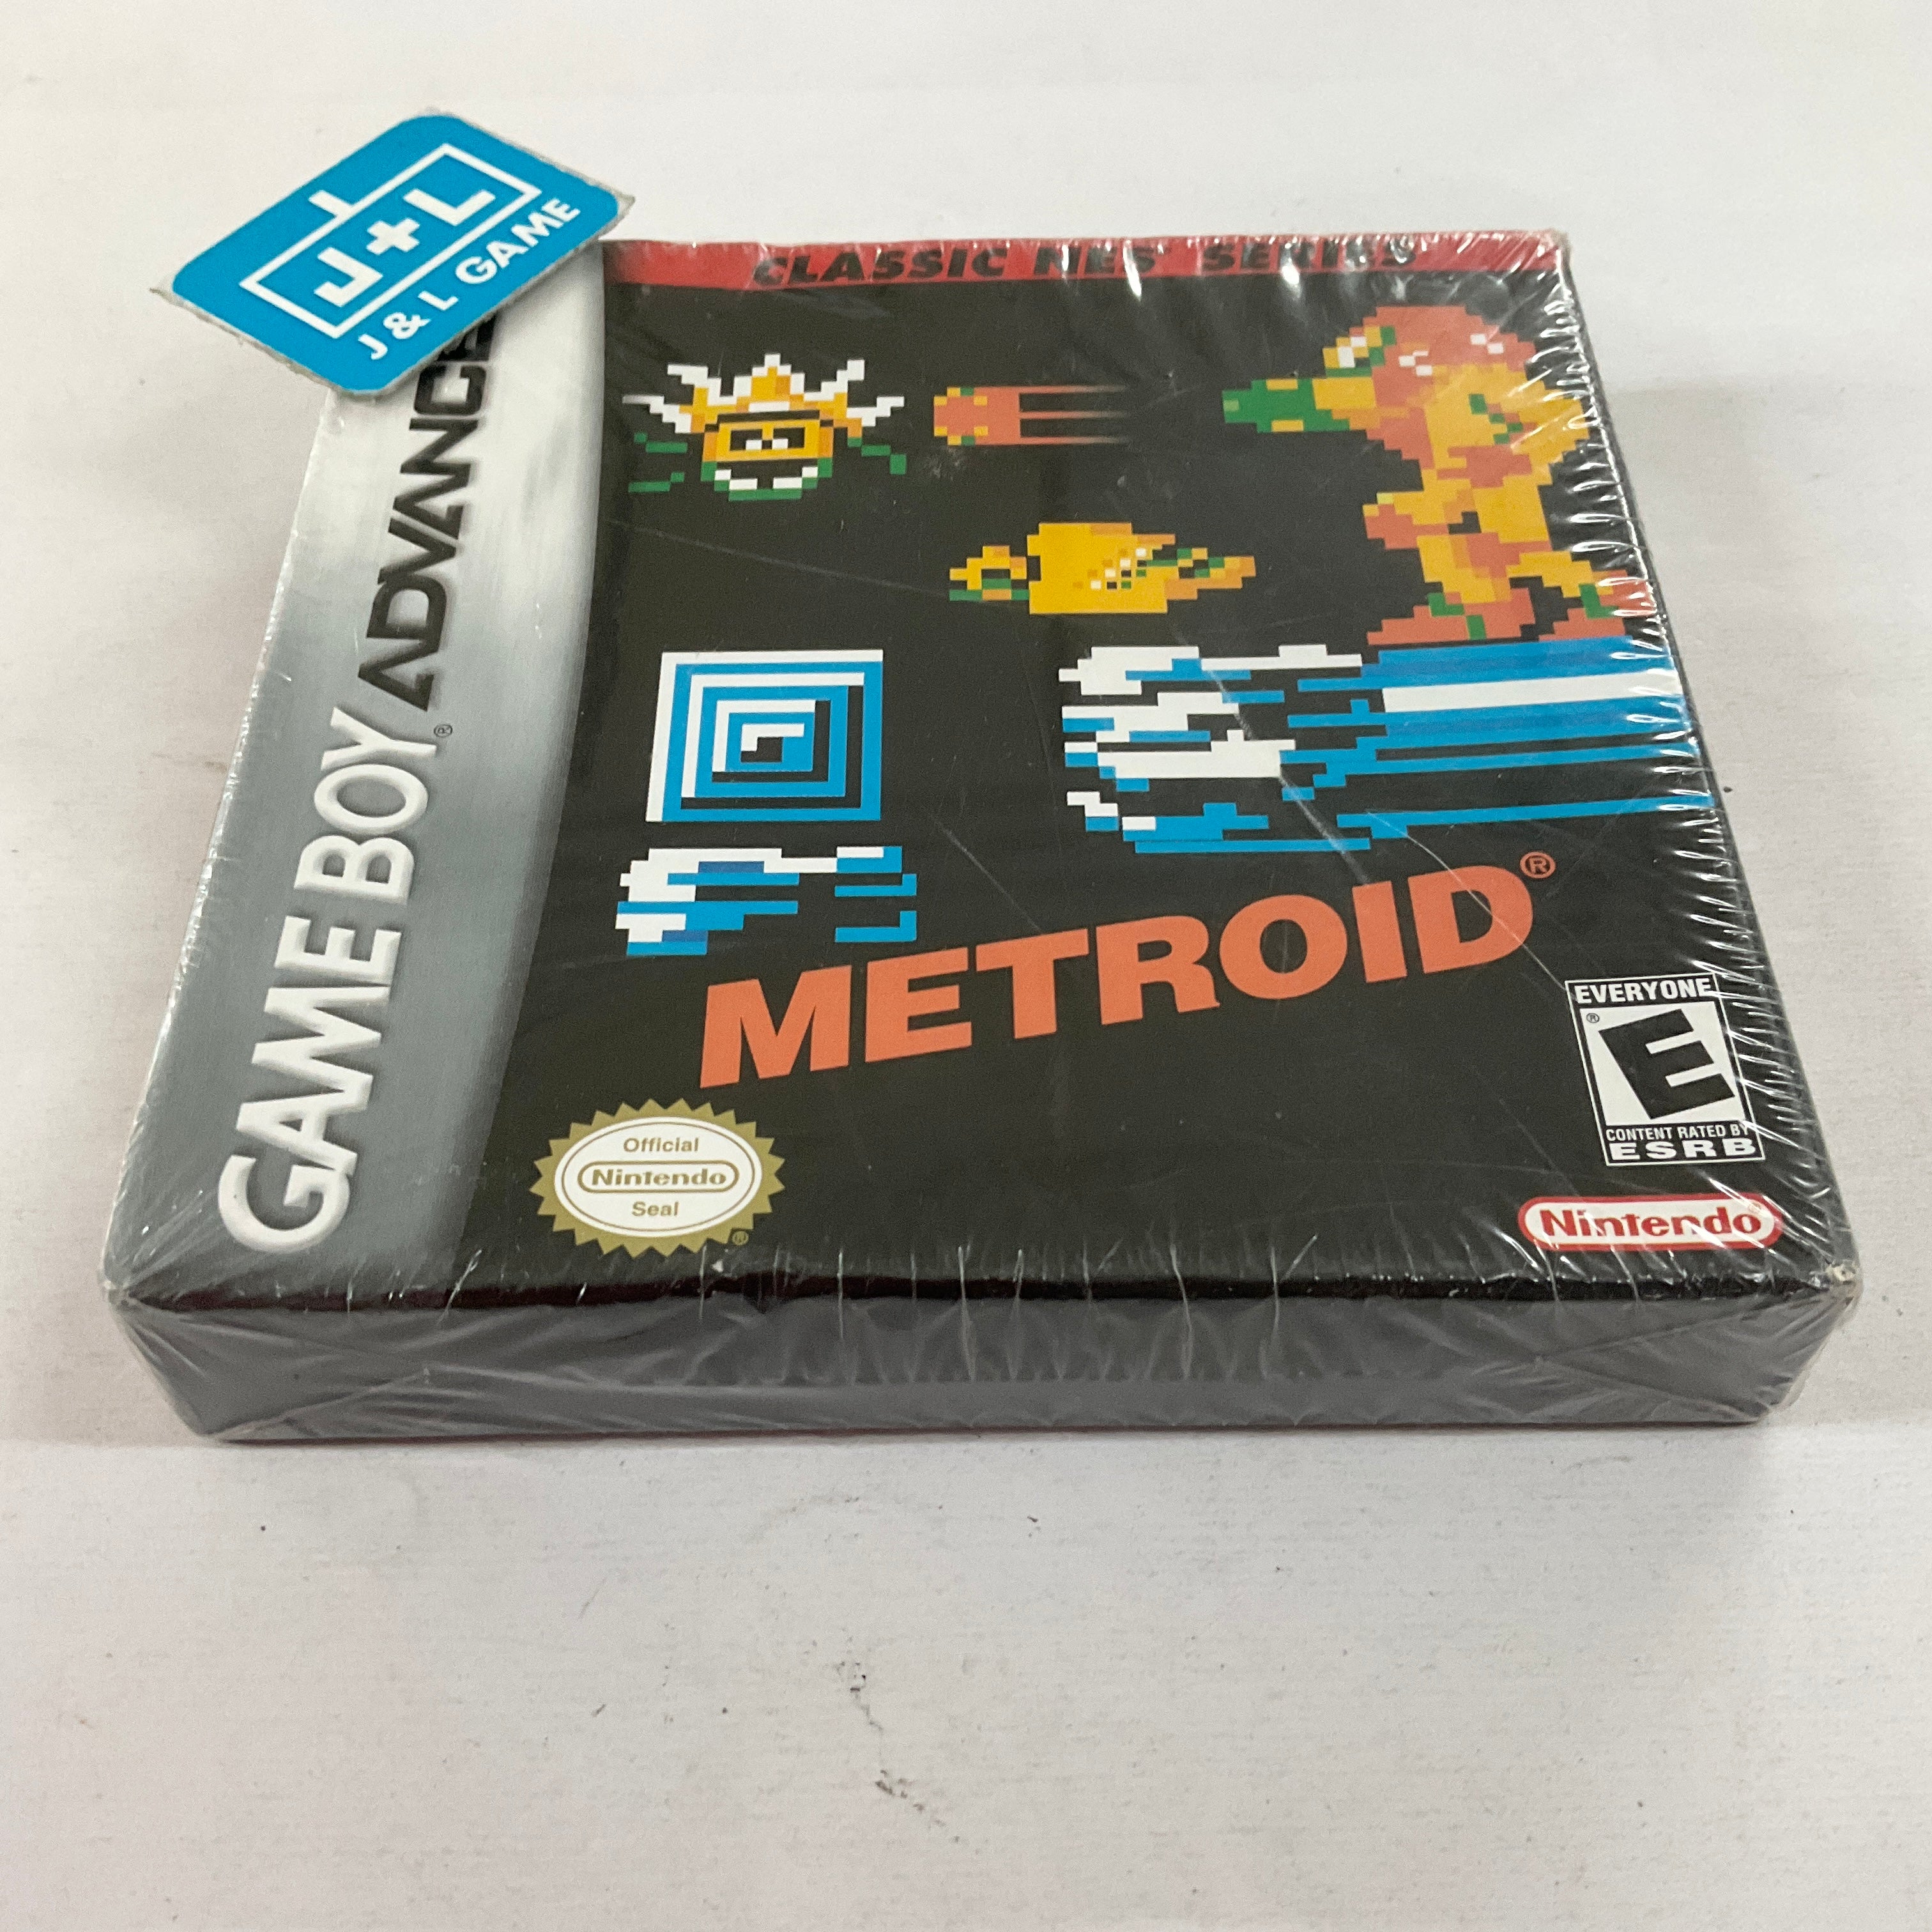 J+L
J & L GAME
CLASSIC NES SERIES
GAME BOY® ADVANCE
METROID®
EVERYONE
E
®
CONTENT RATED BY
ESRB
Official
Nintendo
Seal
®
Nintendo®